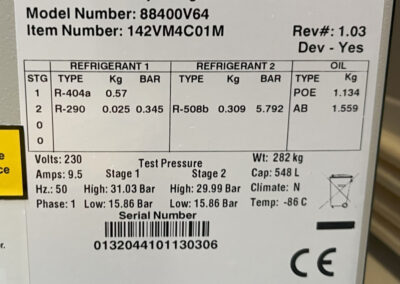 Model Number: 88400V64
Item Number: 142VM4C01M
Rev#: 1.03
Dev - Yes
REFRIGERANT 1 REFRIGERANT 2 OIL
STG TYPE Kg BAR TYPE Kg BAR TYPE Kg
1 R-404a 0.57 POE 1.134
2 R-290 0.025 0.345 R-508b 0.309 5.792 AB 1.559
0
0
Volts: 230 Test Pressure Wt: 282 kg
Amps: 9.5 Stage 1 Stage 2 Cap: 548 L
Hz.: 50 High: 31.03 Bar High: 29.99 Bar Climate: N
Phase: 1 Low: 15.86 Bar Low: 15.86 Bar Temp: -86 C
Serial Number
0132044101130306
CE